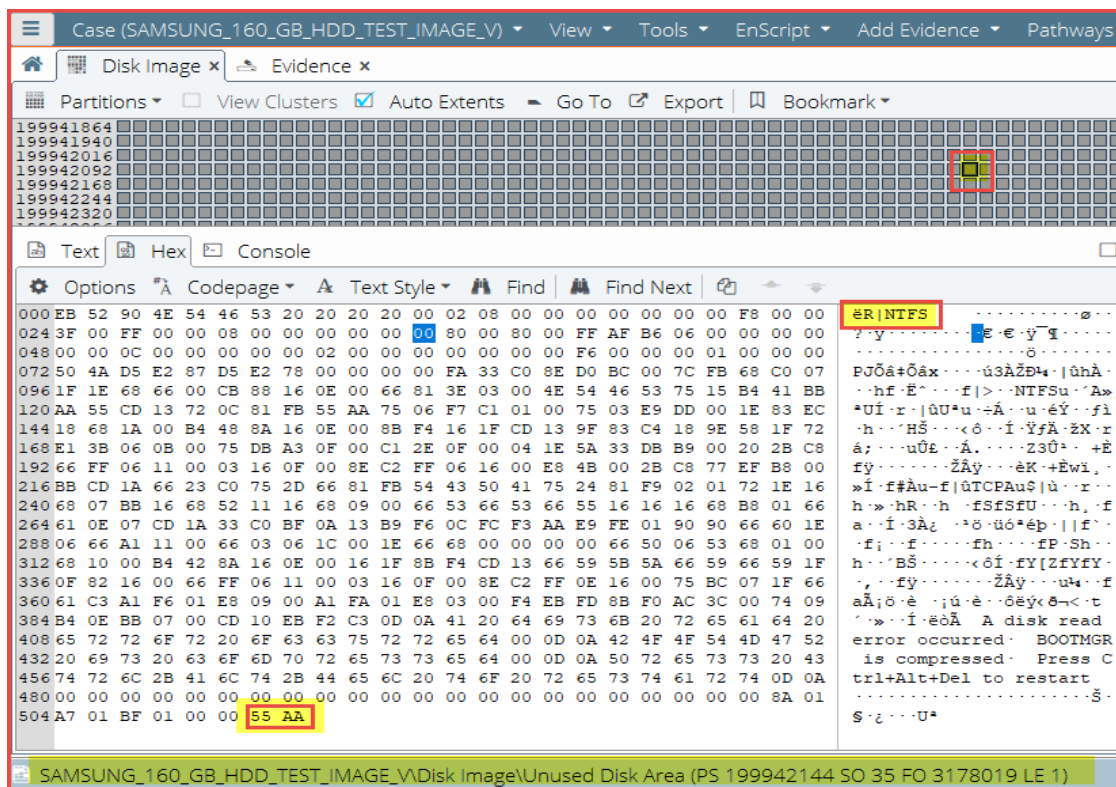 Case (SAMSUNG_160_GB_HDD_TEST_IMAGE_V) View Tools EnScript Add Evidence Pathways
Disk Image × Evidence ×
Partitions View Clusters Auto Extents Go To Export Bookmark
199941864
199941940
199942016
199942092
199942168
199942244
199942320
Text Hex Console
Options Codepage Text Style Find Find Next
000 EB 52 90 4E 54 46 53 20 20 20 20 00 02 08 00 00 00 00 00 00 00 F8 00 00 ëR|NTFS
024 3F 00 FF 00 00 00 00 00 00 00 00 00 80 00 80 00 FF AF B6 06 00 00 00 00
048 00 00 0C 00 00 00 00 00 02 00 00 00 00 00 00 00 F6 00 00 00 01 00 00 00
072 50 4A D5 E2 87 D5 E2 78 00 00 00 00 FA 33 C0 8E D0 BC 00 7C FB 68 C0 07
096 1F 1E 68 66 00 CB 88 16 0E 00 66 81 3E 03 00 4E 54 46 53 75 15 B4 41 BB
120 AA 55 CD 13 72 0C 81 FB 55 AA 75 06 F7 C1 01 00 75 03 E9 DD 00 1E 83 EC
144 18 68 1A 00 B4 48 8A 16 0E 00 8B F4 16 1F CD 13 9F 83 C4 18 9E 58 1F 72
168 E1 3B 06 0B 00 75 DB A3 0F 00 C1 2E 0F 00 04 1E 5A 33 DB B9 00 20 2B C8
192 66 FF 06 11 00 03 16 0F 00 8E C2 FF 06 16 00 E8 4B 00 2B C8 77 EF B8 00
216 BB CD 1A 66 23 C0 75 2D 66 81 FB 54 43 50 41 75 24 81 F9 02 01 72 1E 16
240 68 07 BB 16 68 52 11 16 68 09 00 66 53 66 53 66 55 16 16 16 68 B8 01 66
264 61 0E 07 CD 1A 33 C0 BF 0A 13 B9 F6 0C FC F3 AA E9 FE 01 90 90 66 60 1E
288 06 66 A1 11 00 66 03 06 1C 00 1E 66 68 00 00 00 00 66 50 06 53 68 01 00
312 68 10 00 B4 42 8A 16 0E 00 16 1F 8B F4 CD 13 66 59 5B 5A 66 59 66 59 1F
336 0F 82 16 00 66 FF 06 11 00 03 16 0F 00 8E C2 FF 0E 16 00 75 BC 07 1F 66
360 61 C3 A1 F6 01 E8 09 00 A1 FA 01 E8 03 00 F4 EB FD 8B F0 AC 3C 00 74 09
384 B4 0E BB 07 00 CD 10 EB F2 C3 0D 0A 41 20 64 69 73 6B 20 72 65 61 64 20 A disk read
408 65 72 72 6F 72 20 6F 63 63 75 72 72 65 64 00 0D 0A 42 4F 4F 54 4D 47 52 error occurred· BOOTMGR
432 20 69 73 20 63 6F 6D 70 72 65 73 73 65 64 00 0D 0A 50 72 65 73 73 20 43 is compressed· Press C
456 74 72 6C 2B 41 6C 74 2B 44 65 6C 20 74 6F 20 72 65 73 74 61 72 74 0D 0A trl+Alt+Del to restart
480 00 00 00 00 00 00 00 00 00 00 00 00 00 00 00 00 00 00 00 00 00 00 8A 01
504 A7 01 BF 01 00 00 55 AA
SAMSUNG_160_GB_HDD_TEST_IMAGE_V\Disk Image\Unused Disk Area (PS 199942144 SO 35 FO 3178019 LE 1)